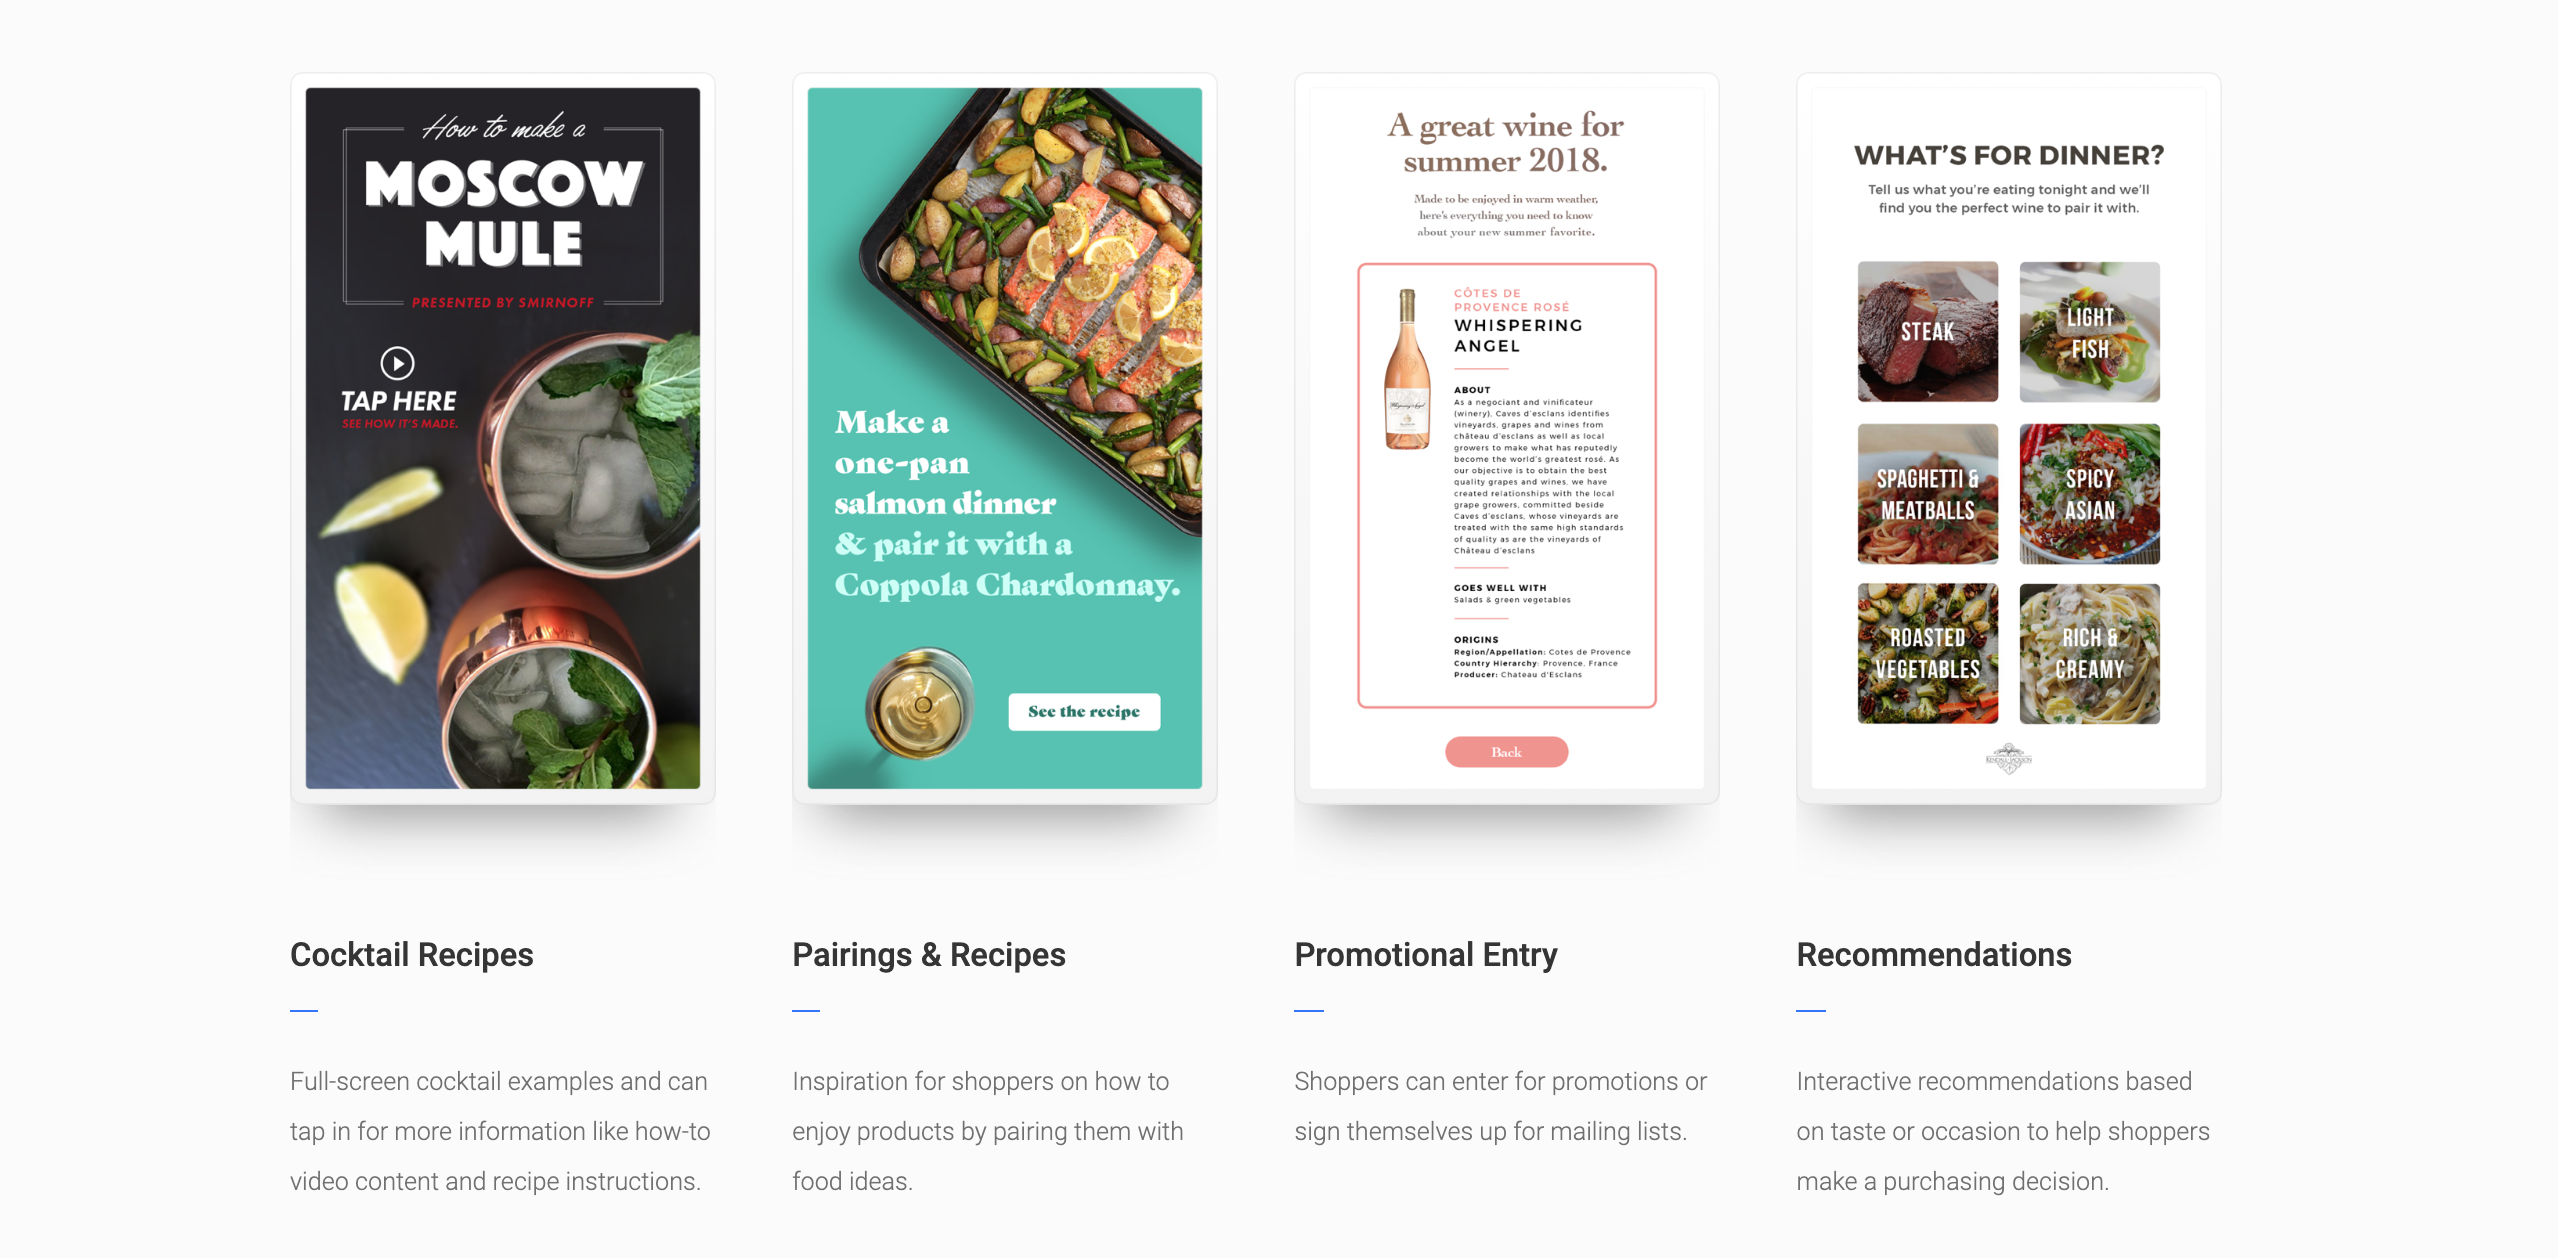 How to make a
MOSCOW
MULE
PRESENTED BY SMIRNOFF
TAP HERE
SEE HOW IT'S MADE.
Make a
one-pan
salmon dinner
& pair it with a
Coppola Chardonnay.
See the recipe
A great wine for
summer 2018.
Made to be enjoyed in warm weather,
here's everything you need to know
about your new summer favorite.
CÔTES DE
PROVENCE ROSÉ
WHISPERING
ANGEL
ABOUT
As a negociant and vinificateur
(winery), Caves d'esclans identifies
vineyards, grapes and wines from
château d'esclans as well as local
growers to make what has reputedly
become the world's greatest rosé. As
our objective is to obtain the best
quality grapes and wines, we have
created relationships with the local
grape growers, committed beside
Caves d'esclans, whose vineyards are
treated with the same high standards
of quality as are the vineyards of
Château d'esclans
GOES WELL WITH
Salads & green vegetables
ORIGINS
Region/Appellation: Cotes de Provence
Country Hierarchy: Provence, France
Producer: Chateau d'Esclans
Back
WHAT'S FOR DINNER?
Tell us what you're eating tonight and we'll
find you the perfect wine to pair it with.
STEAK
LIGHT
FISH
SPAGHETTI &
MEATBALLS
SPICY
ASIAN
ROASTED
VEGETABLES
RICH &
CREAMY
KENDALL-JACKSON
Cocktail Recipes
Full-screen cocktail examples and can
tap in for more information like how-to
video content and recipe instructions.
Pairings & Recipes
Inspiration for shoppers on how to
enjoy products by pairing them with
food ideas.
Promotional Entry
Shoppers can enter for promotions or
sign themselves up for mailing lists.
Recommendations
Interactive recommendations based
on taste or occasion to help shoppers
make a purchasing decision.